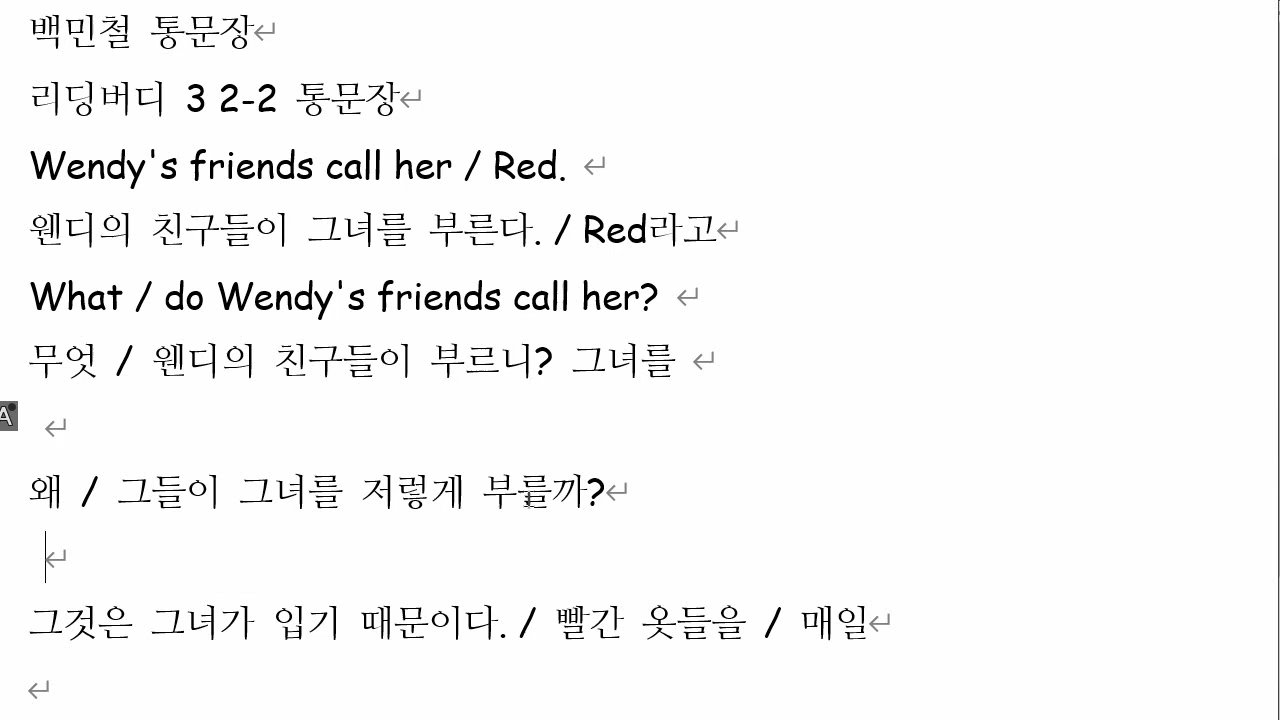 백민철 통문장
리딩버디 3 2-2 통문장
Wendy's friends call her / Red.
웬디의 친구들이 그녀를 부른다. / Red라고
What / do Wendy's friends call her?
무엇 / 웬디의 친구들이 부르니? 그녀를
A
왜 / 그들이 그녀를 저렇게 부를까?
그것은 그녀가 입기 때문이다. / 빨간 옷들을 / 매일